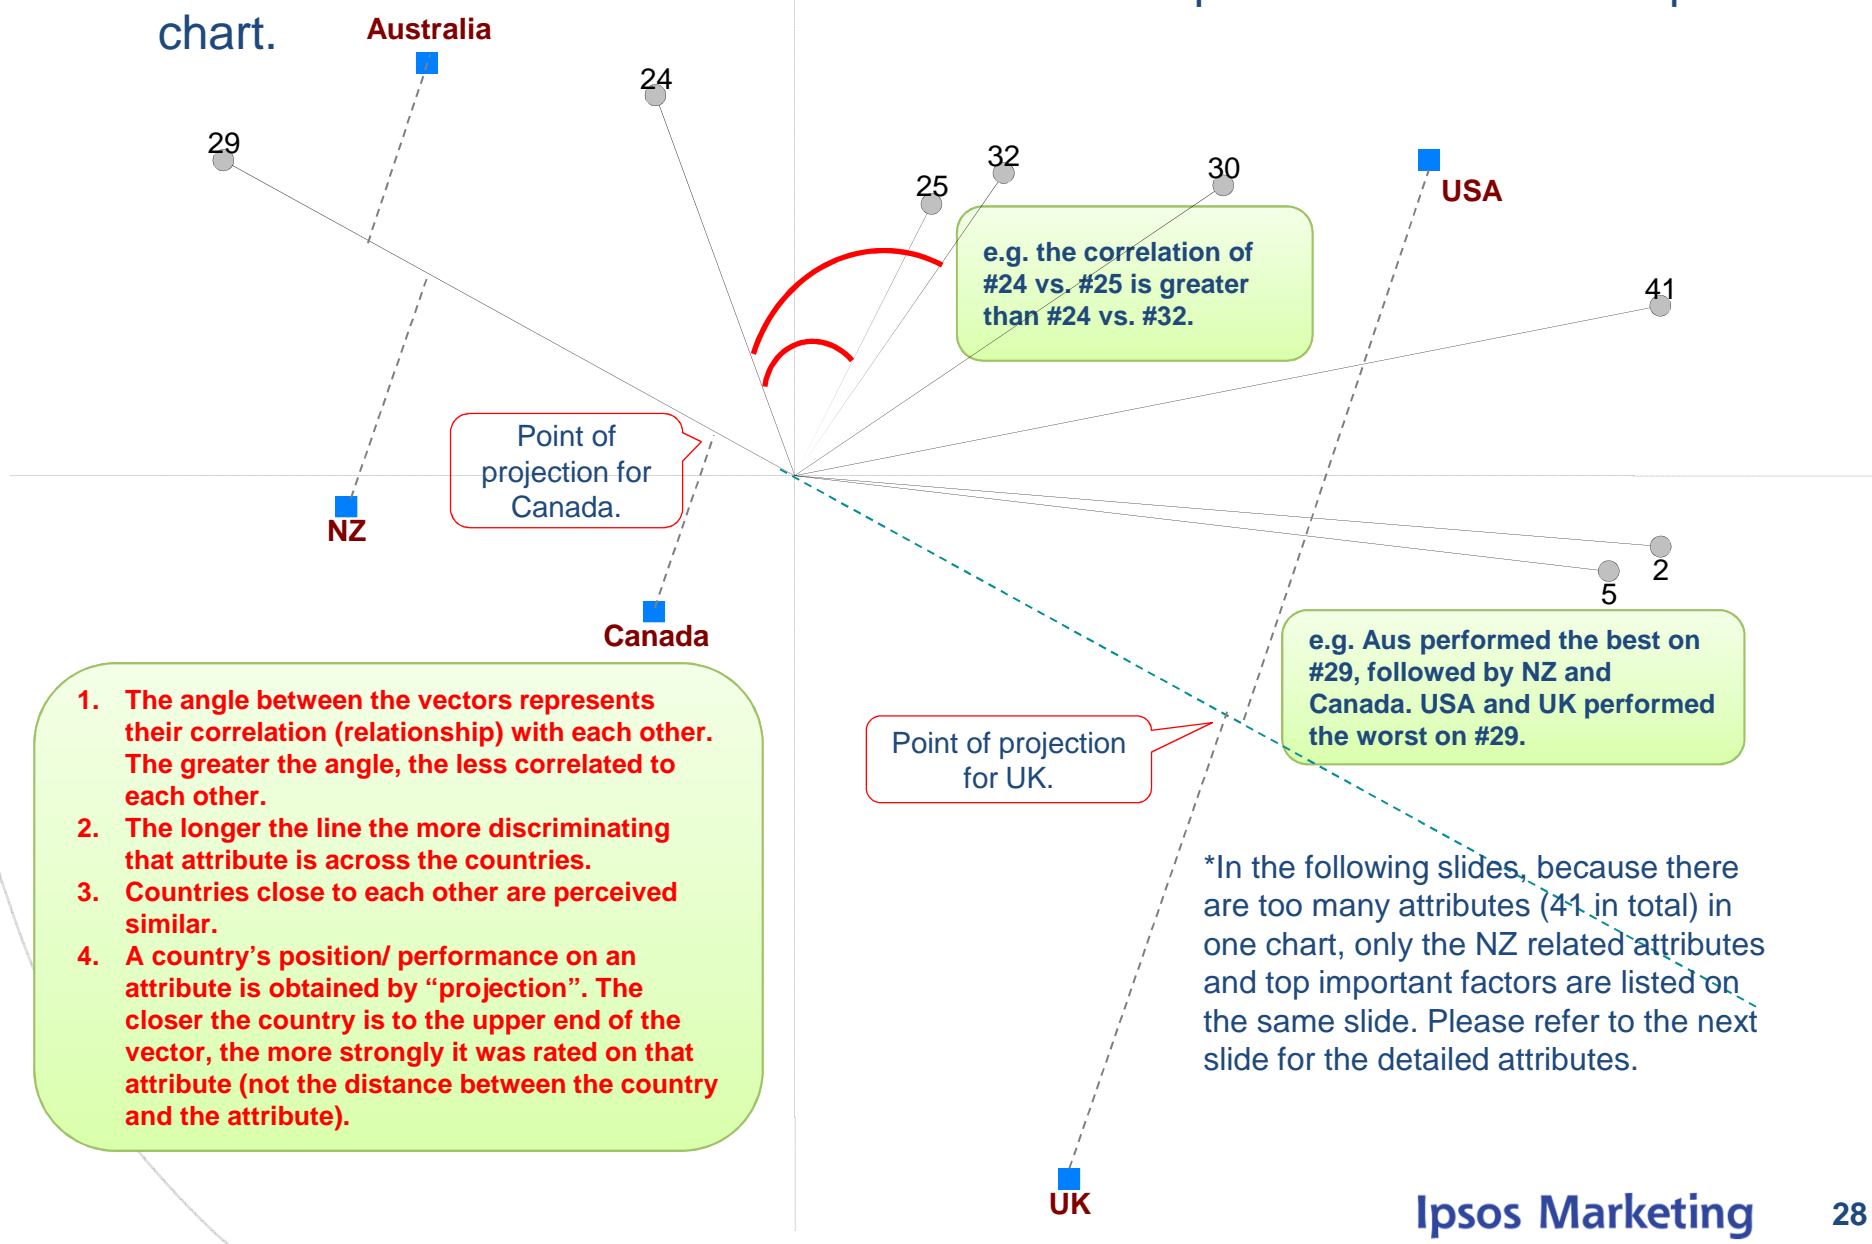 chart.
Australia
24
29
32
25
30
USA
e.g. the correlation of
#24 vs. #25 is greater
than #24 vs. #32.
41
Point of
projection for
Canada.
NZ
2
5
Canada
e.g. Aus performed the best on
#29, followed by NZ and
Canada. USA and UK performed
the worst on #29.
1. The angle between the vectors represents
their correlation (relationship) with each other.
The greater the angle, the less correlated to
each other.
2. The longer the line the more discriminating
that attribute is across the countries.
3. Countries close to each other are perceived
similar.
4. A country’s position/ performance on an
attribute is obtained by “projection”. The
closer the country is to the upper end of the
vector, the more strongly it was rated on that
attribute (not the distance between the country
and the attribute).
Point of projection
for UK.
*In the following slides, because there
are too many attributes (41 in total) in
one chart, only the NZ related attributes
and top important factors are listed on
the same slide. Please refer to the next
slide for the detailed attributes.
UK
Ipsos Marketing
28